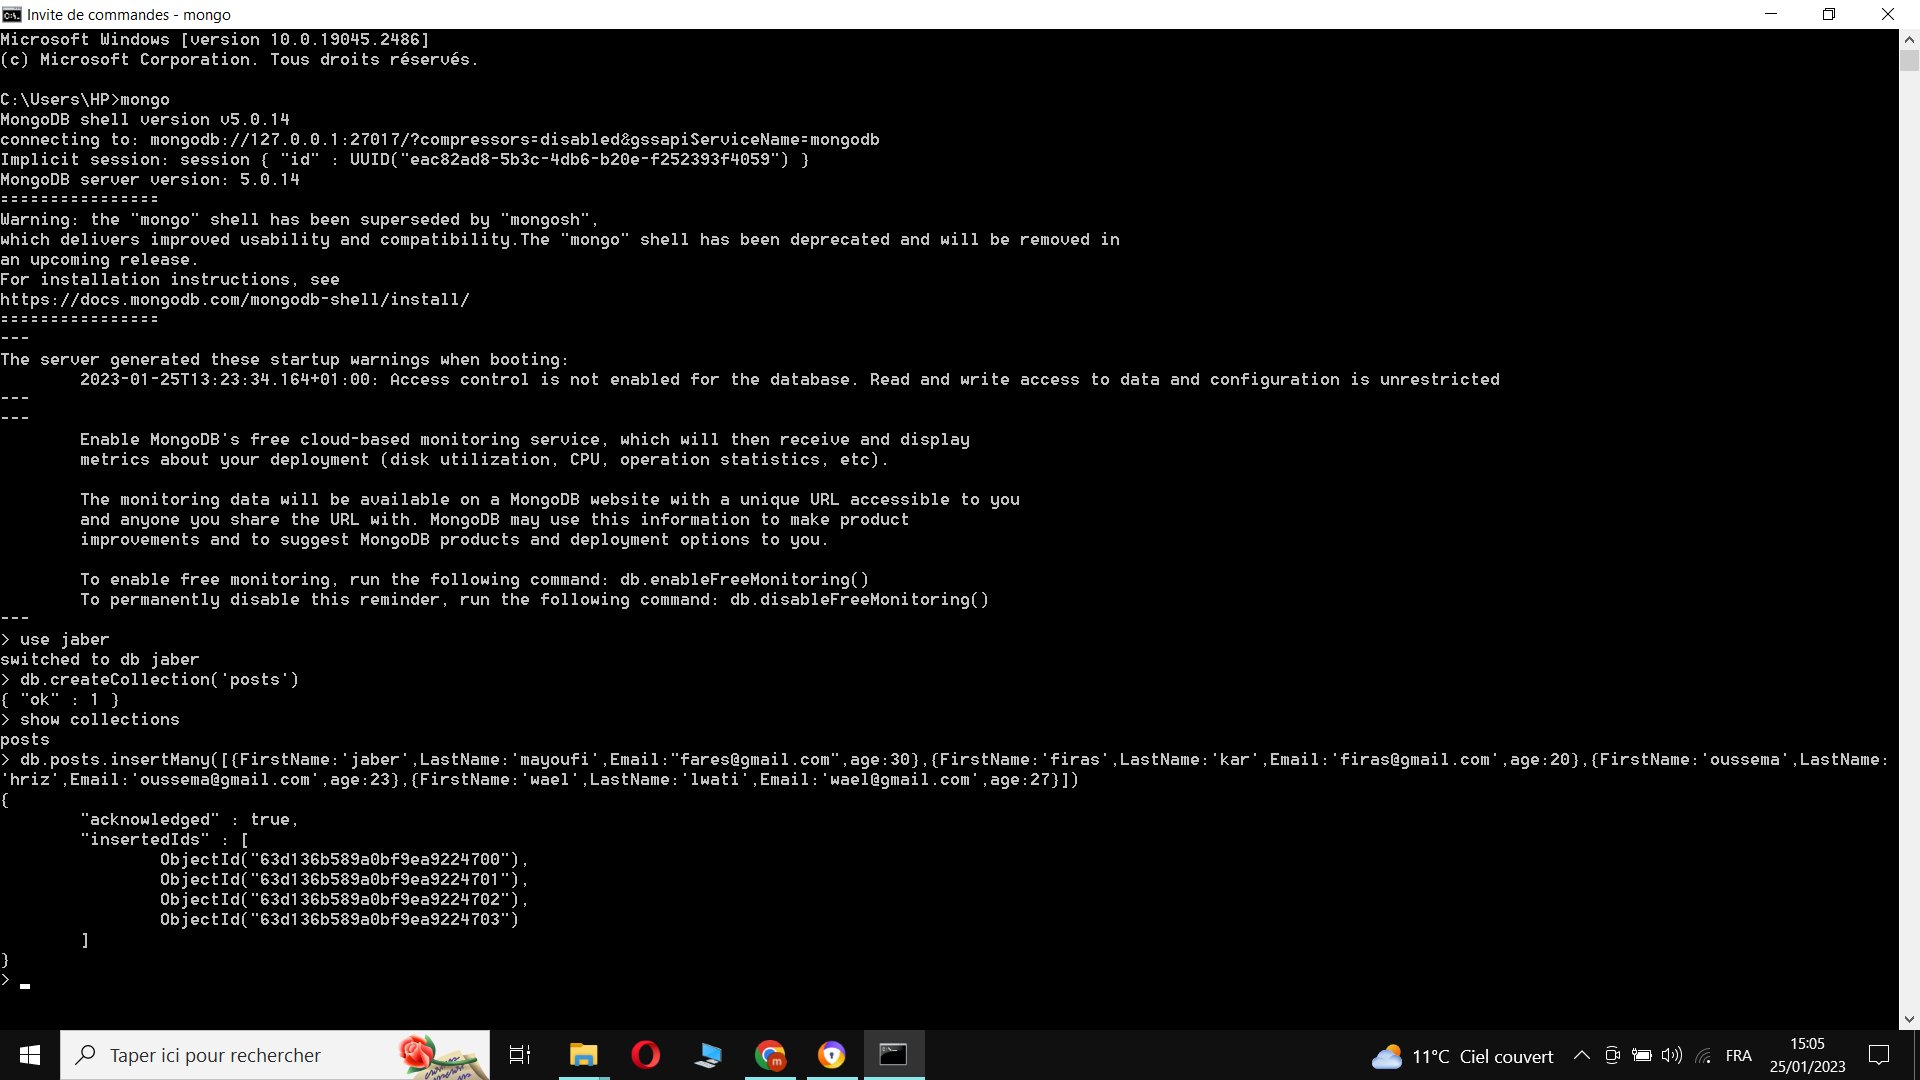 Invite de commandes - mongo
Microsoft Windows [version 10.0.19045.2486]
(c) Microsoft Corporation. Tous droits réservés.
C:\Users\HP>mongo
MongoDB shell version v5.0.14
connecting to: mongodb://127.0.0.1:27017/?compressors=disabled&gssapiServiceName=mongodb
Implicit session: session { "id" : UUID("eac82ad8-5b3c-4db6-b20e-f252393f4059") }
MongoDB server version: 5.0.14
================
Warning: the "mongo" shell has been superseded by "mongosh",
which delivers improved usability and compatibility.The "mongo" shell has been deprecated and will be removed in
an upcoming release.
For installation instructions, see
https://docs.mongodb.com/mongodb-shell/install/
================
---
The server generated these startup warnings when booting:
2023-01-25T13:23:34.164+01:00: Access control is not enabled for the database. Read and write access to data and configuration is unrestricted
---
---
Enable MongoDB's free cloud-based monitoring service, which will then receive and display
metrics about your deployment (disk utilization, CPU, operation statistics, etc).
The monitoring data will be available on a MongoDB website with a unique URL accessible to you
and anyone you share the URL with. MongoDB may use this information to make product
improvements and to suggest MongoDB products and deployment options to you.
To enable free monitoring, run the following command: db.enableFreeMonitoring()
To permanently disable this reminder, run the following command: db.disableFreeMonitoring()
---
> use jaber
switched to db jaber
> db.createCollection('posts')
{ "ok" : 1 }
> show collections
posts
> db.posts.insertMany([{FirstName:'jaber',LastName:'mayoufi',Email:"fares@gmail.com",age:30},{FirstName:'firas',LastName:'kar',Email:'firas@gmail.com',age:20},{FirstName:'oussema',LastName:
'hriz',Email:'oussema@gmail.com',age:23},{FirstName:'wael',LastName:'lwati',Email:'wael@gmail.com',age:27}])
{
"acknowledged" : true,
"insertedIds" : [
ObjectId("63d136b589a0bf9ea9224700"),
ObjectId("63d136b589a0bf9ea9224701"),
ObjectId("63d136b589a0bf9ea9224702"),
ObjectId("63d136b589a0bf9ea9224703")
]
}
>
Taper ici pour rechercher
11°C Ciel couvert
FRA
15:05
25/01/2023